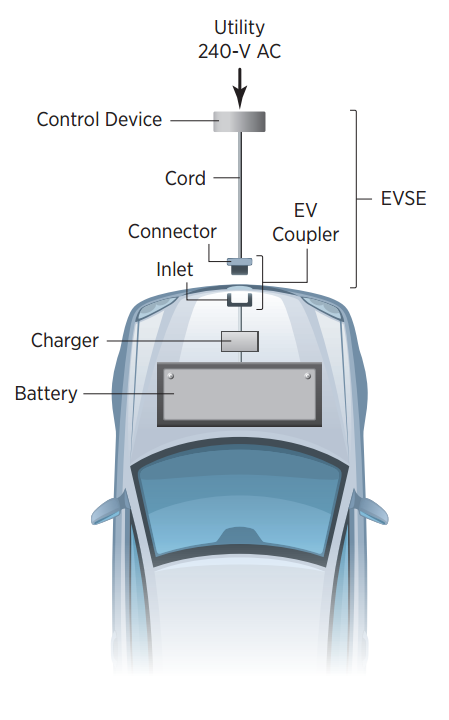 Utility
240-V AC
Control Device
Cord
EVSE
EV
Coupler
Connector
Inlet
Charger
Battery